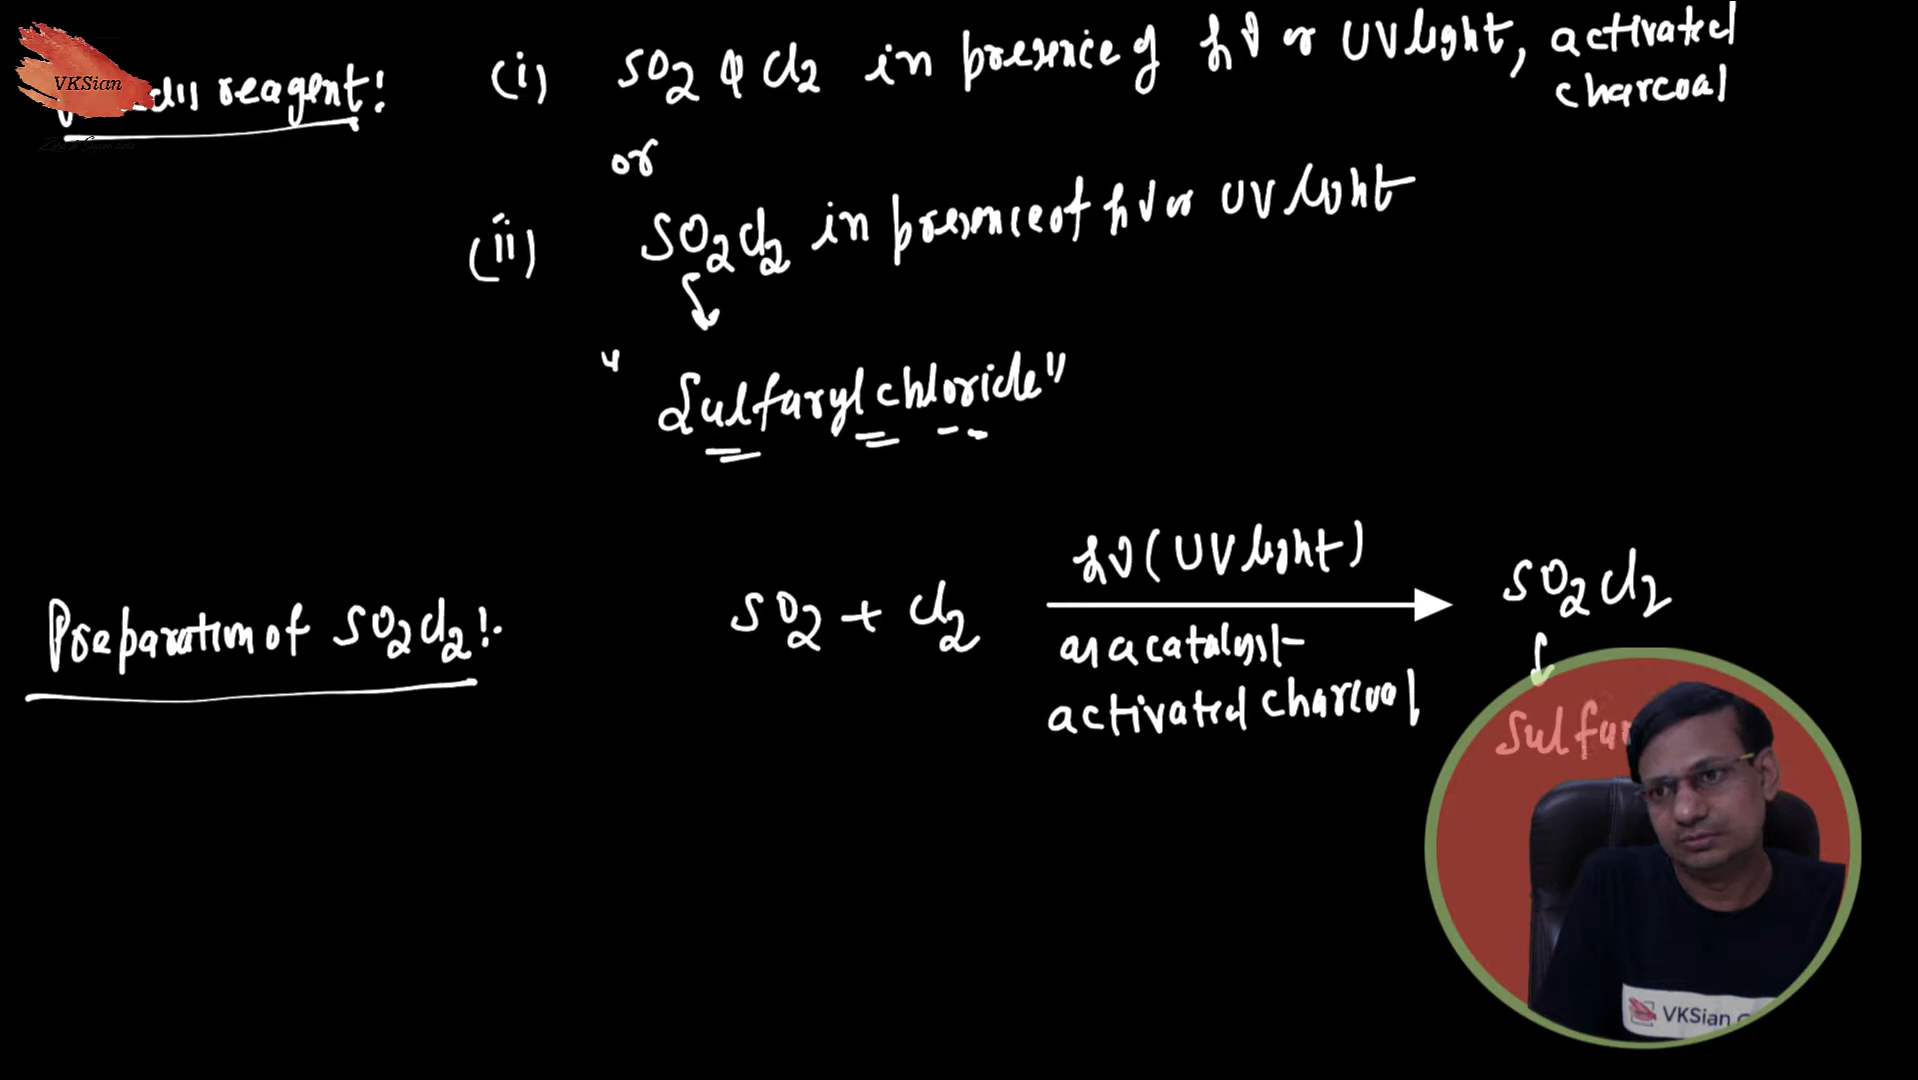 VKSian
reagent!
(i) SO2 & Cl2 in presence of hν or UV light, activated
charcoal
or
(ii) SO2Cl2 in presence of hν or UV light
"Sulfuryl chloride"
hν (UV light)
Preparation of SO2Cl2 :- SO2 + Cl2 SO2Cl2
as a catalyst
activated charcoal
VKSian